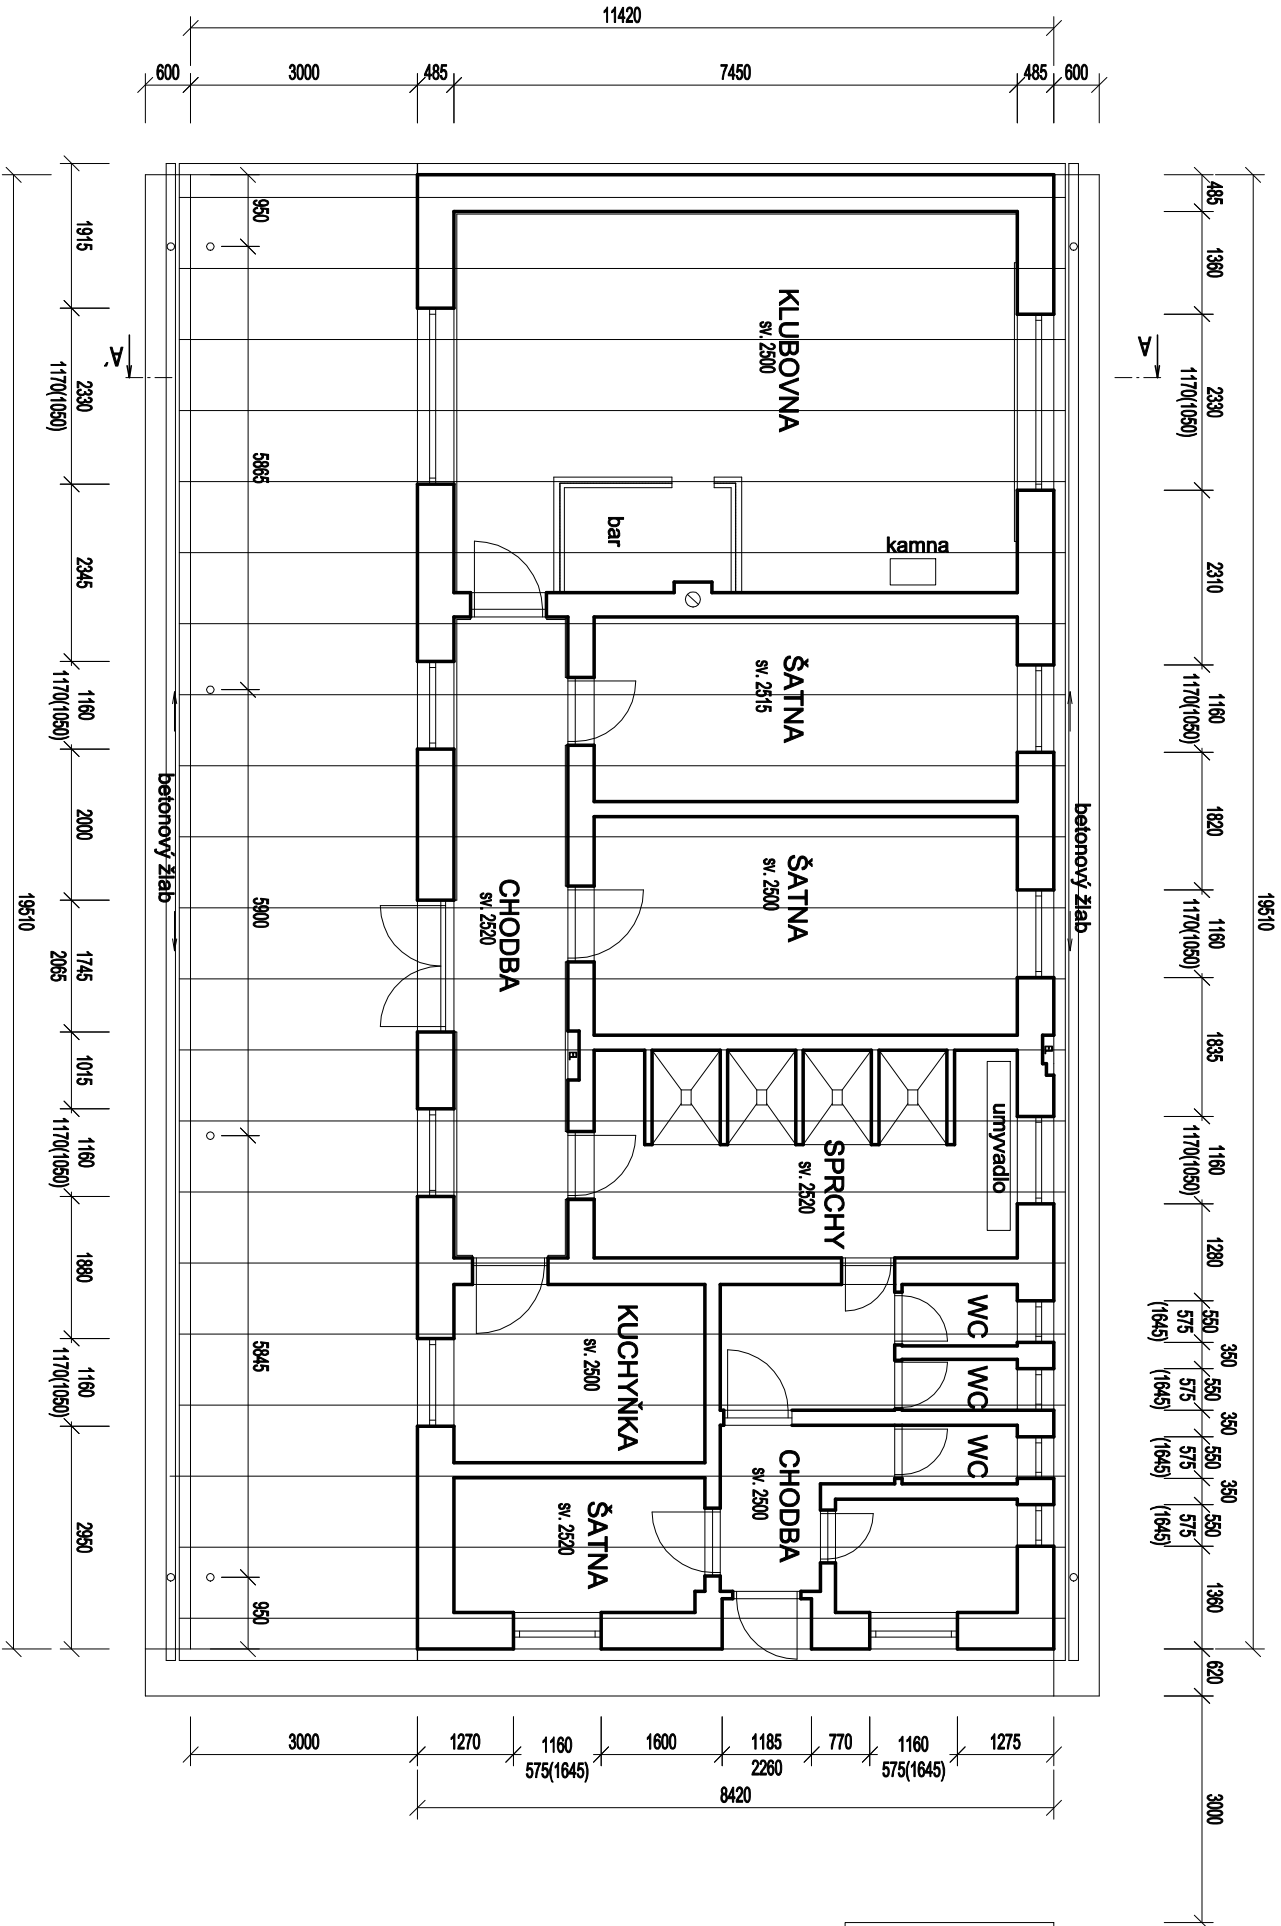 11420
600
3000
485
7450
485
600
19510
485
1360
2330
1170(1050)
2310
1160
1170(1050)
1820
1160
1170(1050)
1835
1160
1170(1050)
1280
550
575
(1645)
350
550
575
(1645)
350
550
575
(1645)
350
550
575
(1645)
1360
620
3000
A
A'
betonový žlab
betonový žlab
KLUBOVNA
sv. 2500
bar
kamna
ŠATNA
sv. 2515
ŠATNA
sv. 2500
CHODBA
sv. 2520
umyvadlo
SPRCHY
sv. 2520
WC
WC
WC
KUCHYŇKA
sv. 2500
CHODBA
sv. 2500
ŠATNA
sv. 2520
950
5865
5900
5845
950
1915
2330
1170(1050)
2345
1160
1170(1050)
2000
1745
2065
1015
1160
1170(1050)
1880
1160
1170(1050)
2950
19510
3000
1270
1160
575(1645)
1600
1185
2260
770
1160
575(1645)
1275
8420